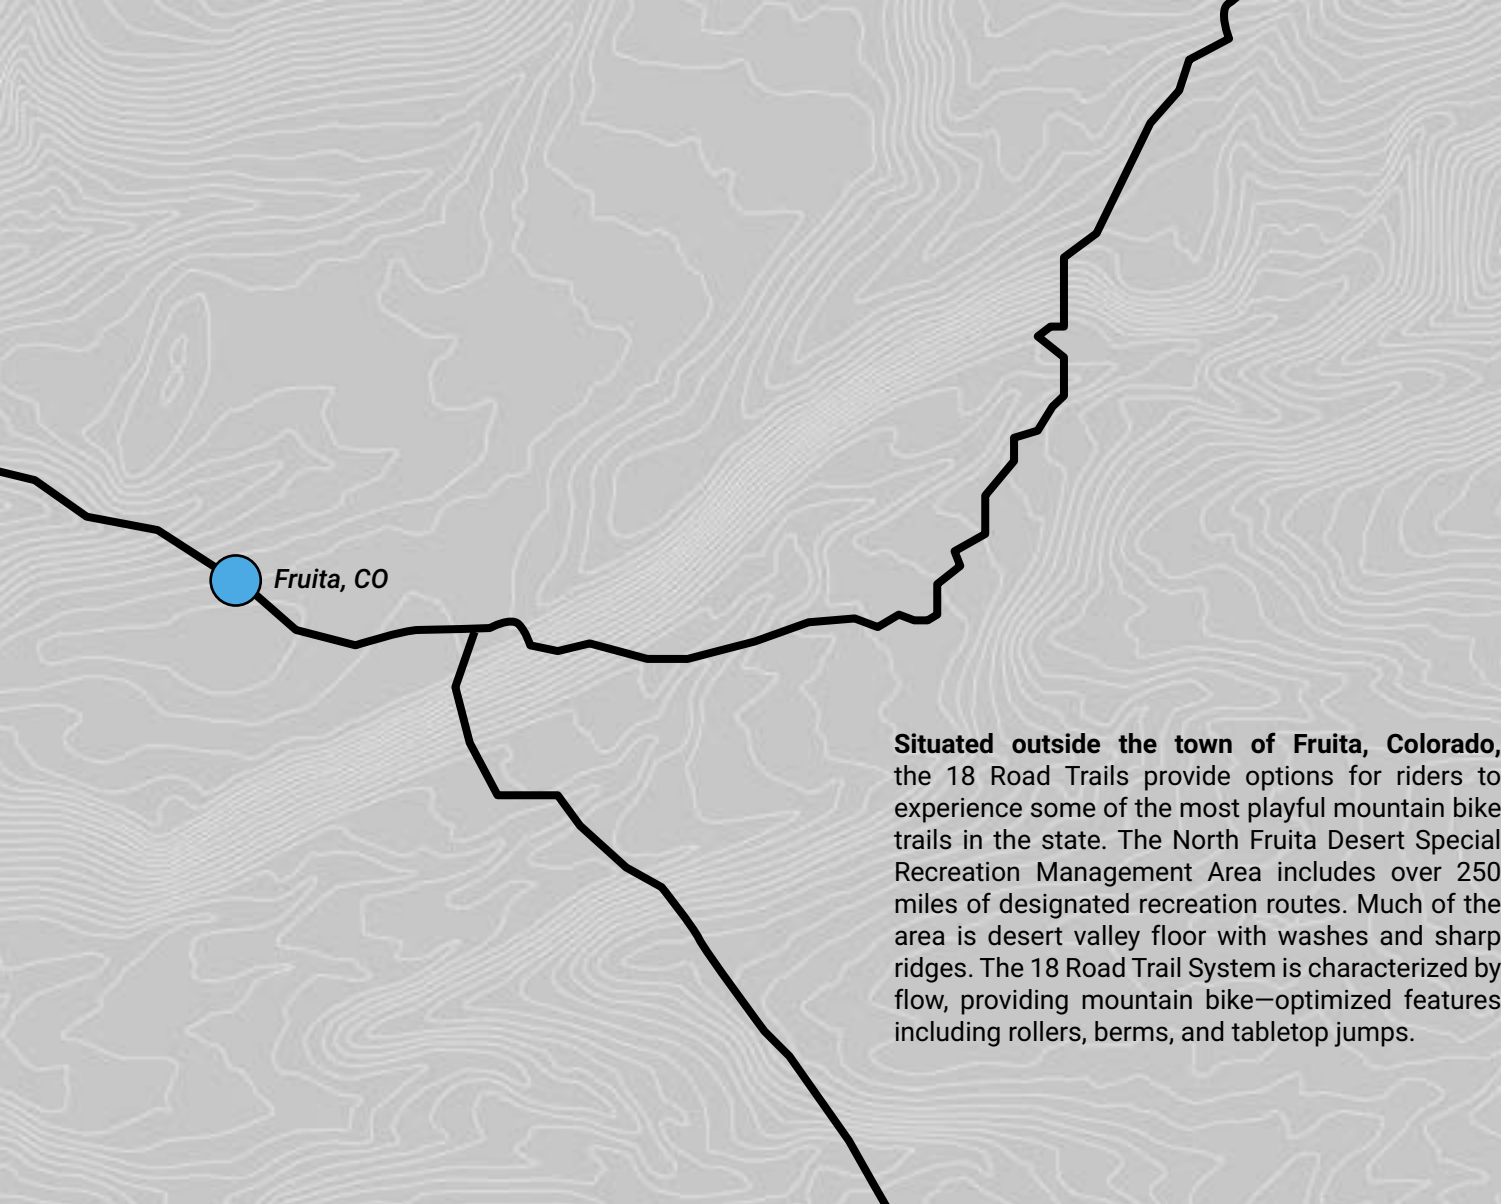 Fruita, CO
Situated outside the town of Fruita, Colorado,
the 18 Road Trails provide options for riders to
experience some of the most playful mountain bike
trails in the state. The North Fruita Desert Special
Recreation Management Area includes over 250
miles of designated recreation routes. Much of the
area is desert valley floor with washes and sharp
ridges. The 18 Road Trail System is characterized by
flow, providing mountain bike—optimized features
including rollers, berms, and tabletop jumps.